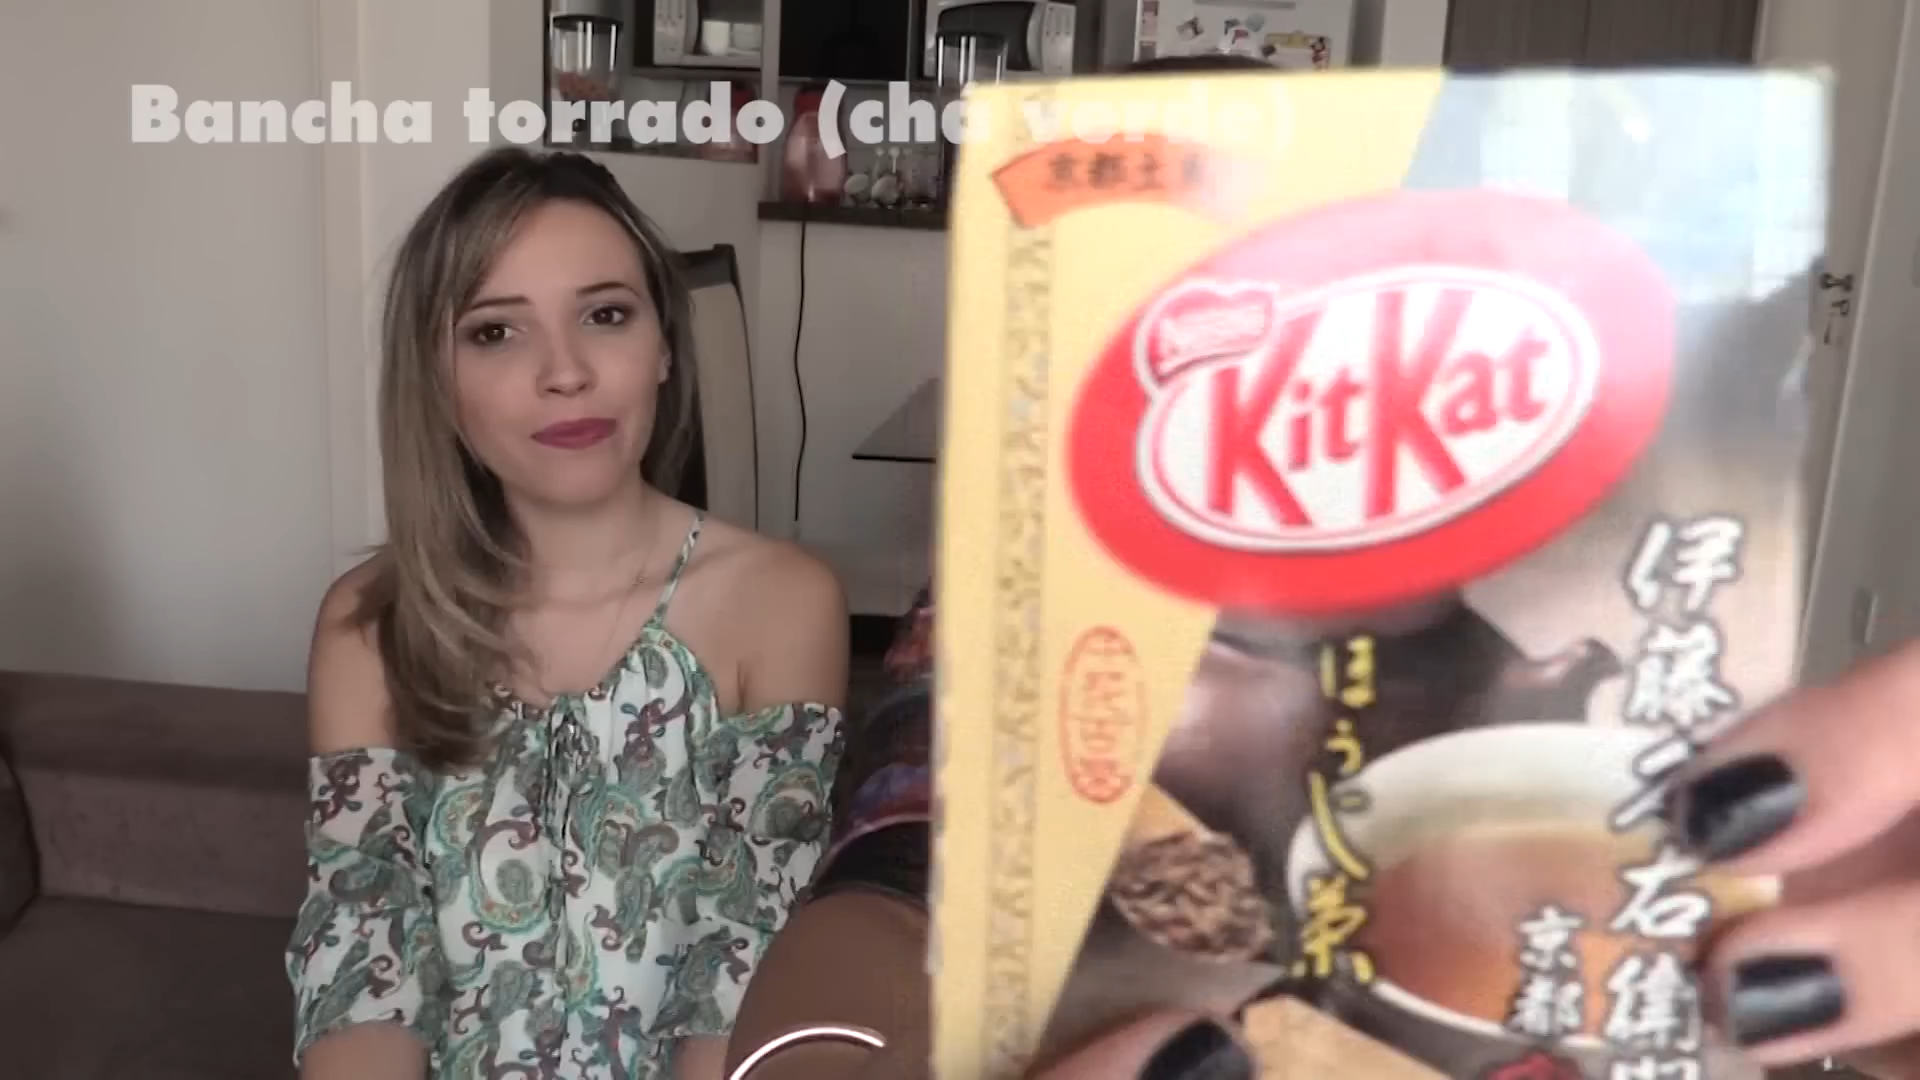 Bancha torrado (chá verde)
京都土
Nestlé
KitKat
伊藤久右衛門
ほうじ茶
京都